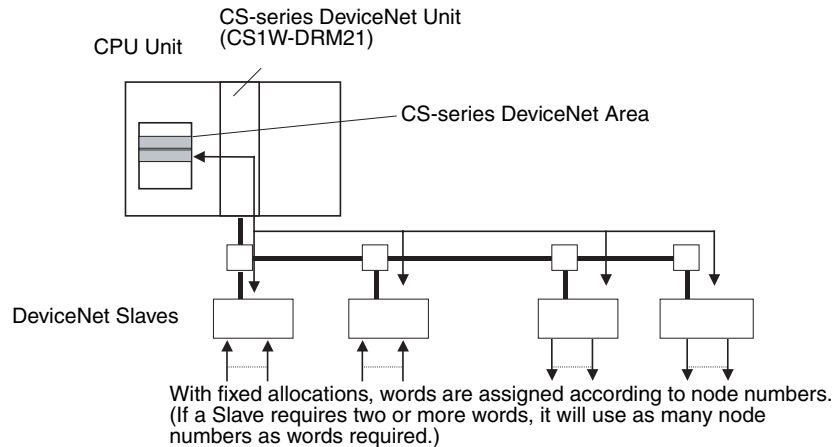 CS-series DeviceNet Unit
(CS1W-DRM21)
CPU Unit
CS-series DeviceNet Area
DeviceNet Slaves
With fixed allocations, words are assigned according to node numbers.
(If a Slave requires two or more words, it will use as many node
numbers as words required.)